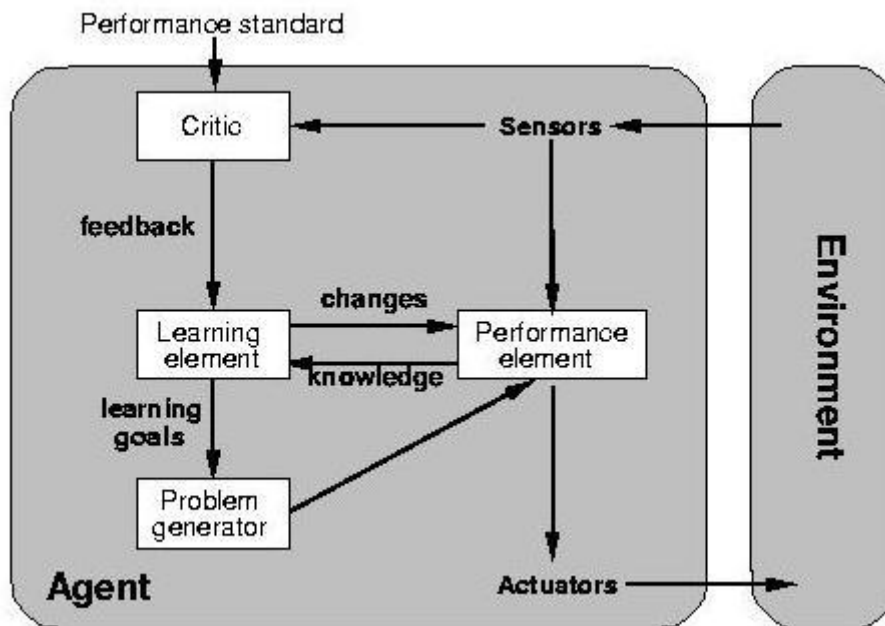 Performance standard
Critic
Sensors
feedback
changes
Learning
element
Performance
element
knowledge
learning
goals
Problem
generator
Agent
Actuators
Environment